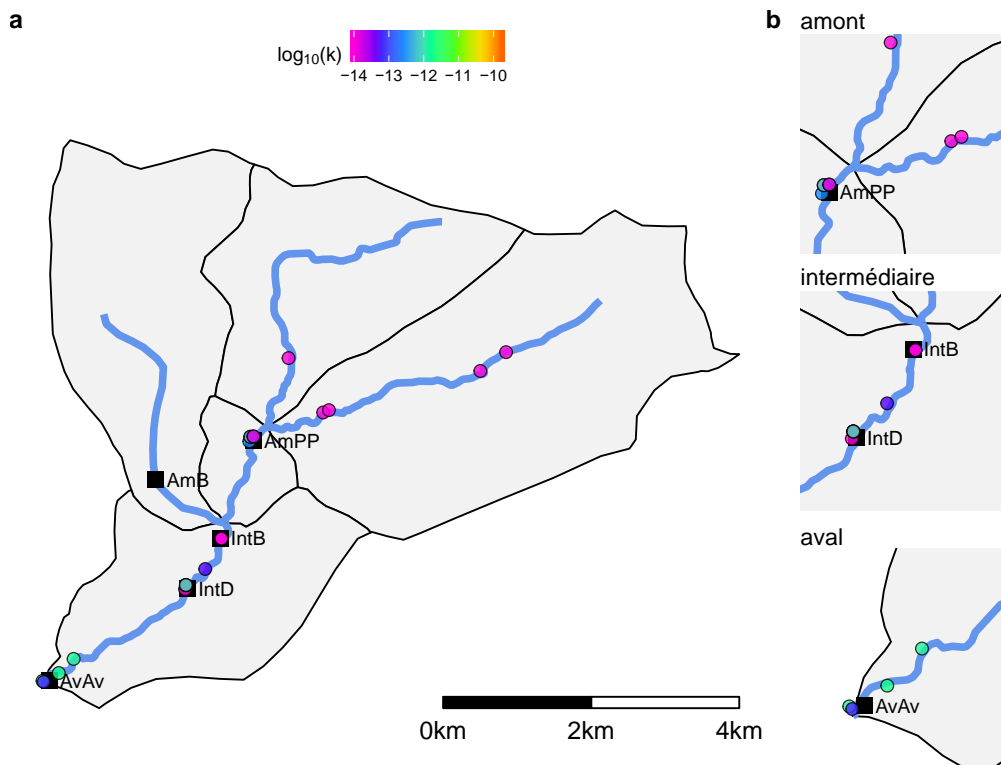 a
log₁₀(k)
−14 −13 −12 −11 −10
AmPP
AmB
IntB
IntD
AvAv
0km 2km 4km
b
amont
AmPP
intermédiaire
IntB
IntD
aval
AvAv